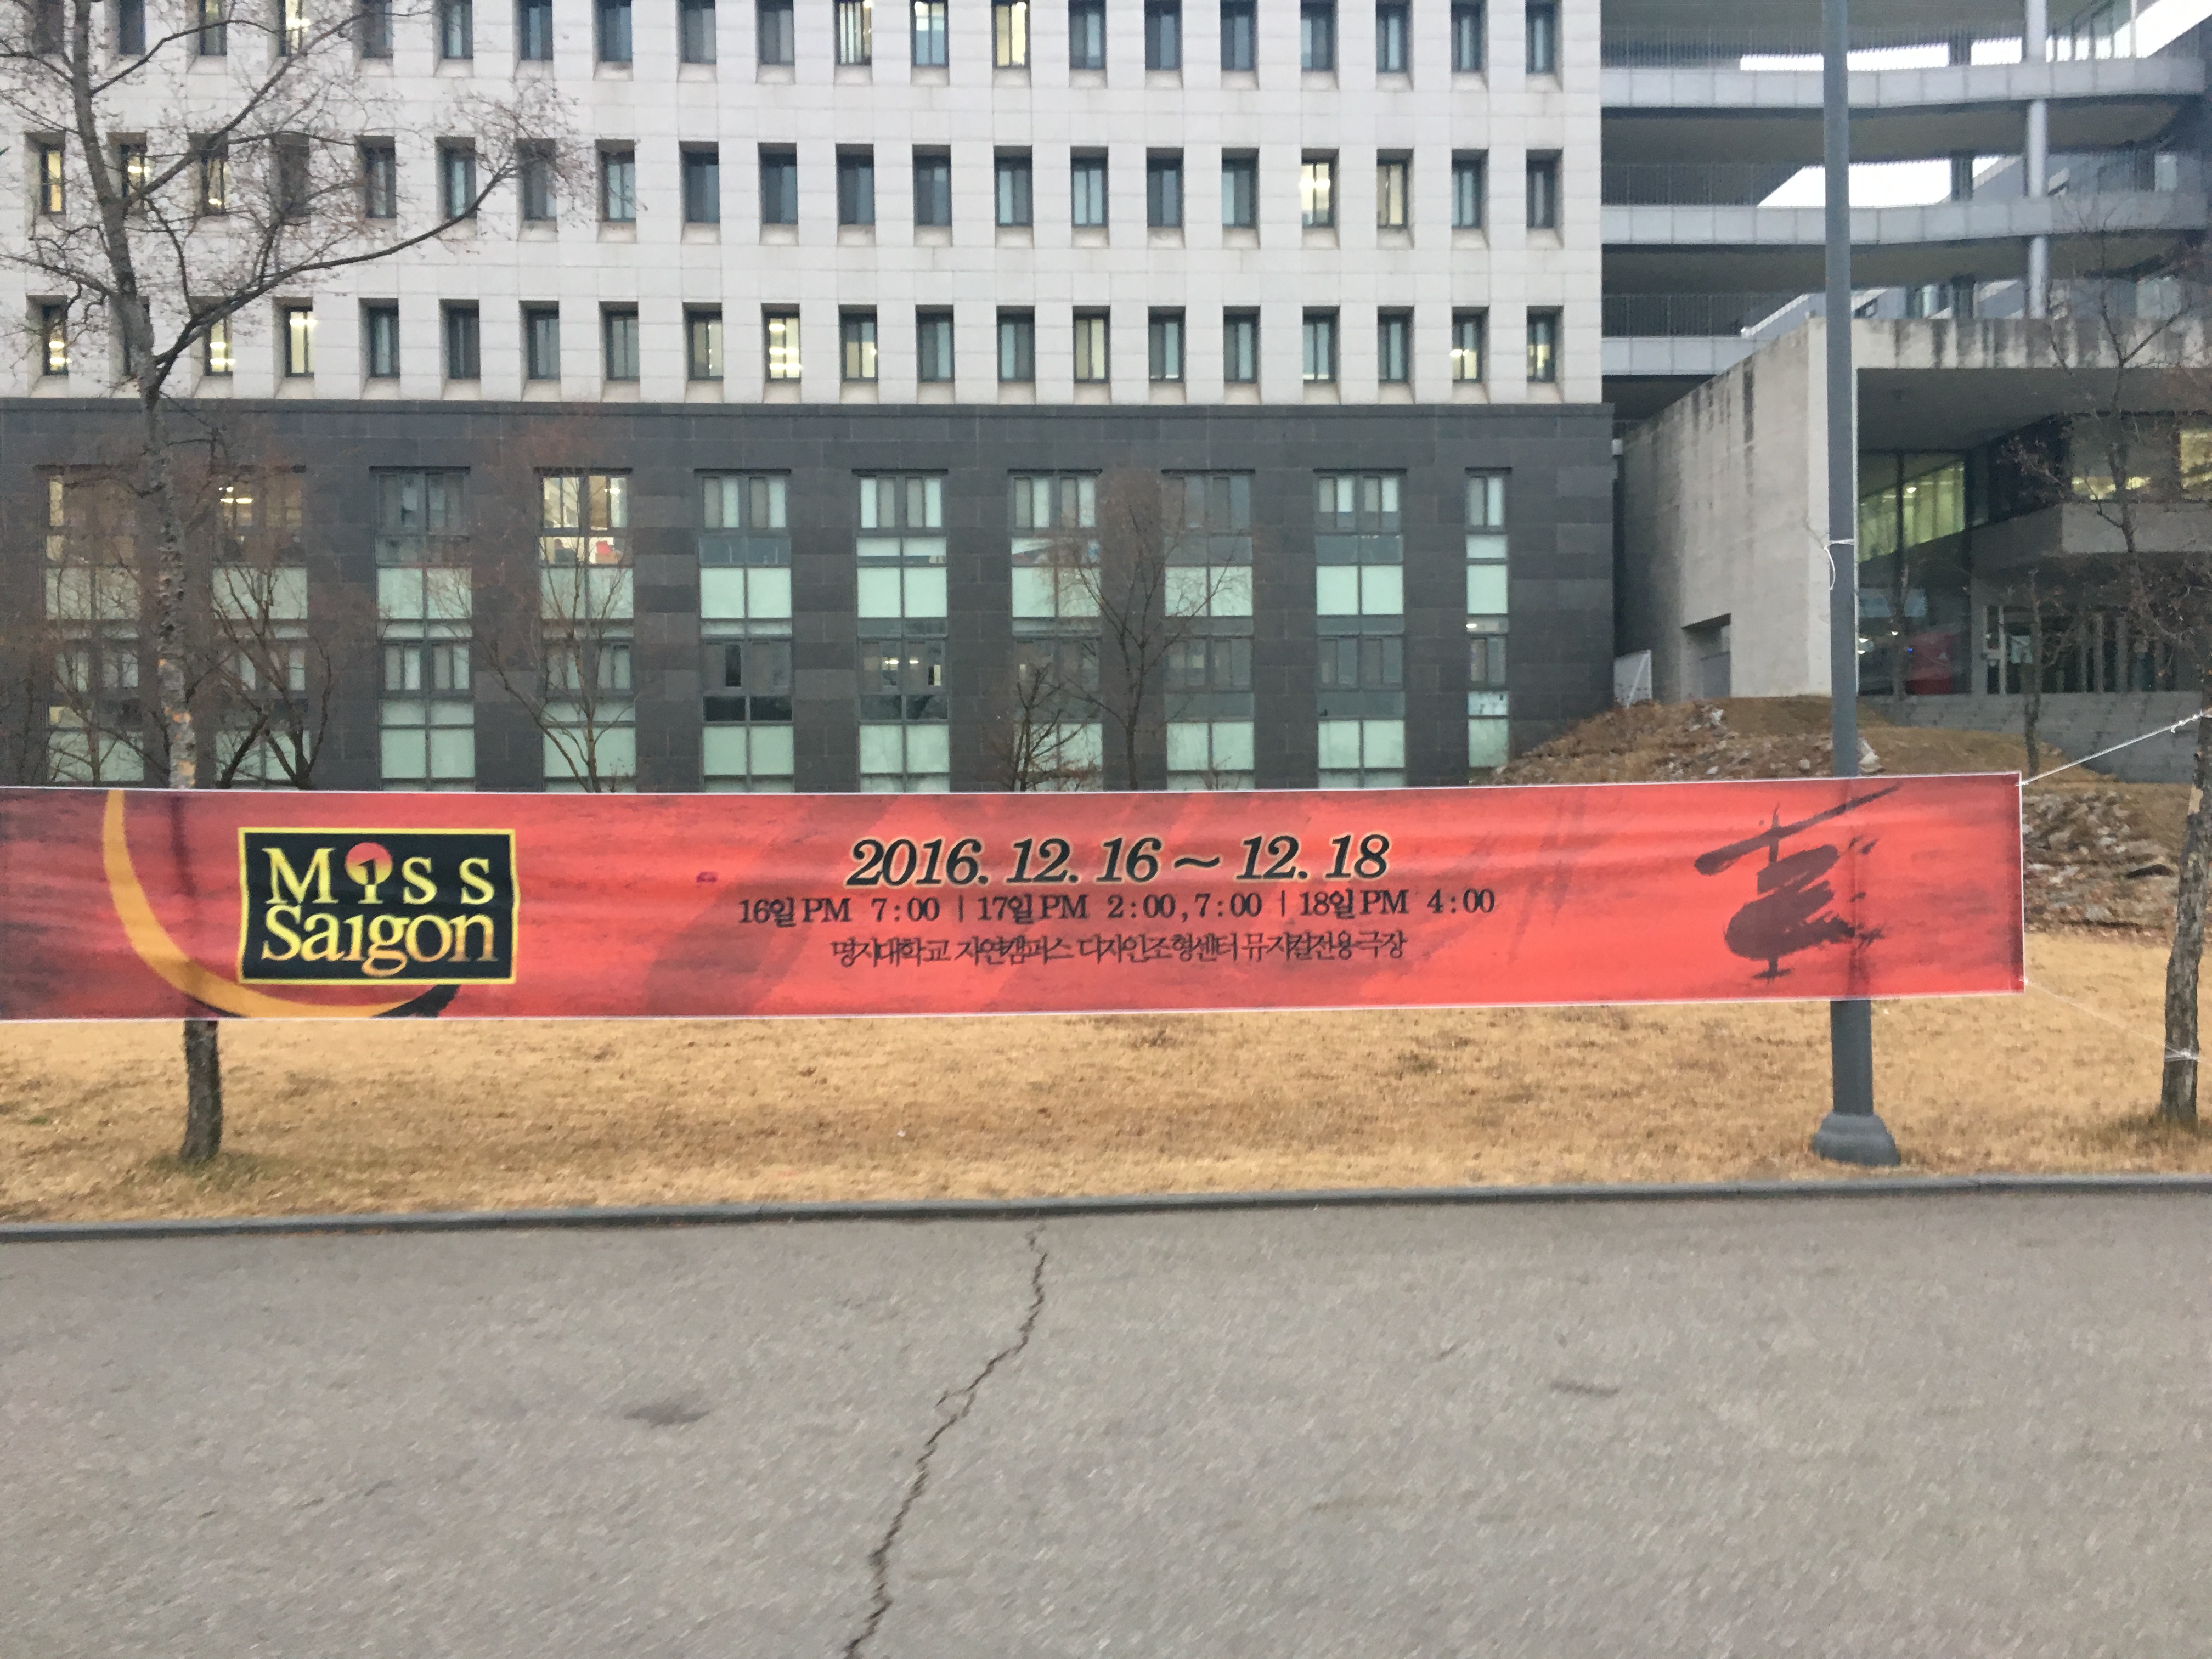 Miss
Saigon
2016. 12. 16 ~ 12. 18
16일 PM 7:00 | 17일 PM 2:00, 7:00 | 18일 PM 4:00
명지대학교 자연캠퍼스 디자인조형센터 뮤지컬전용 극장